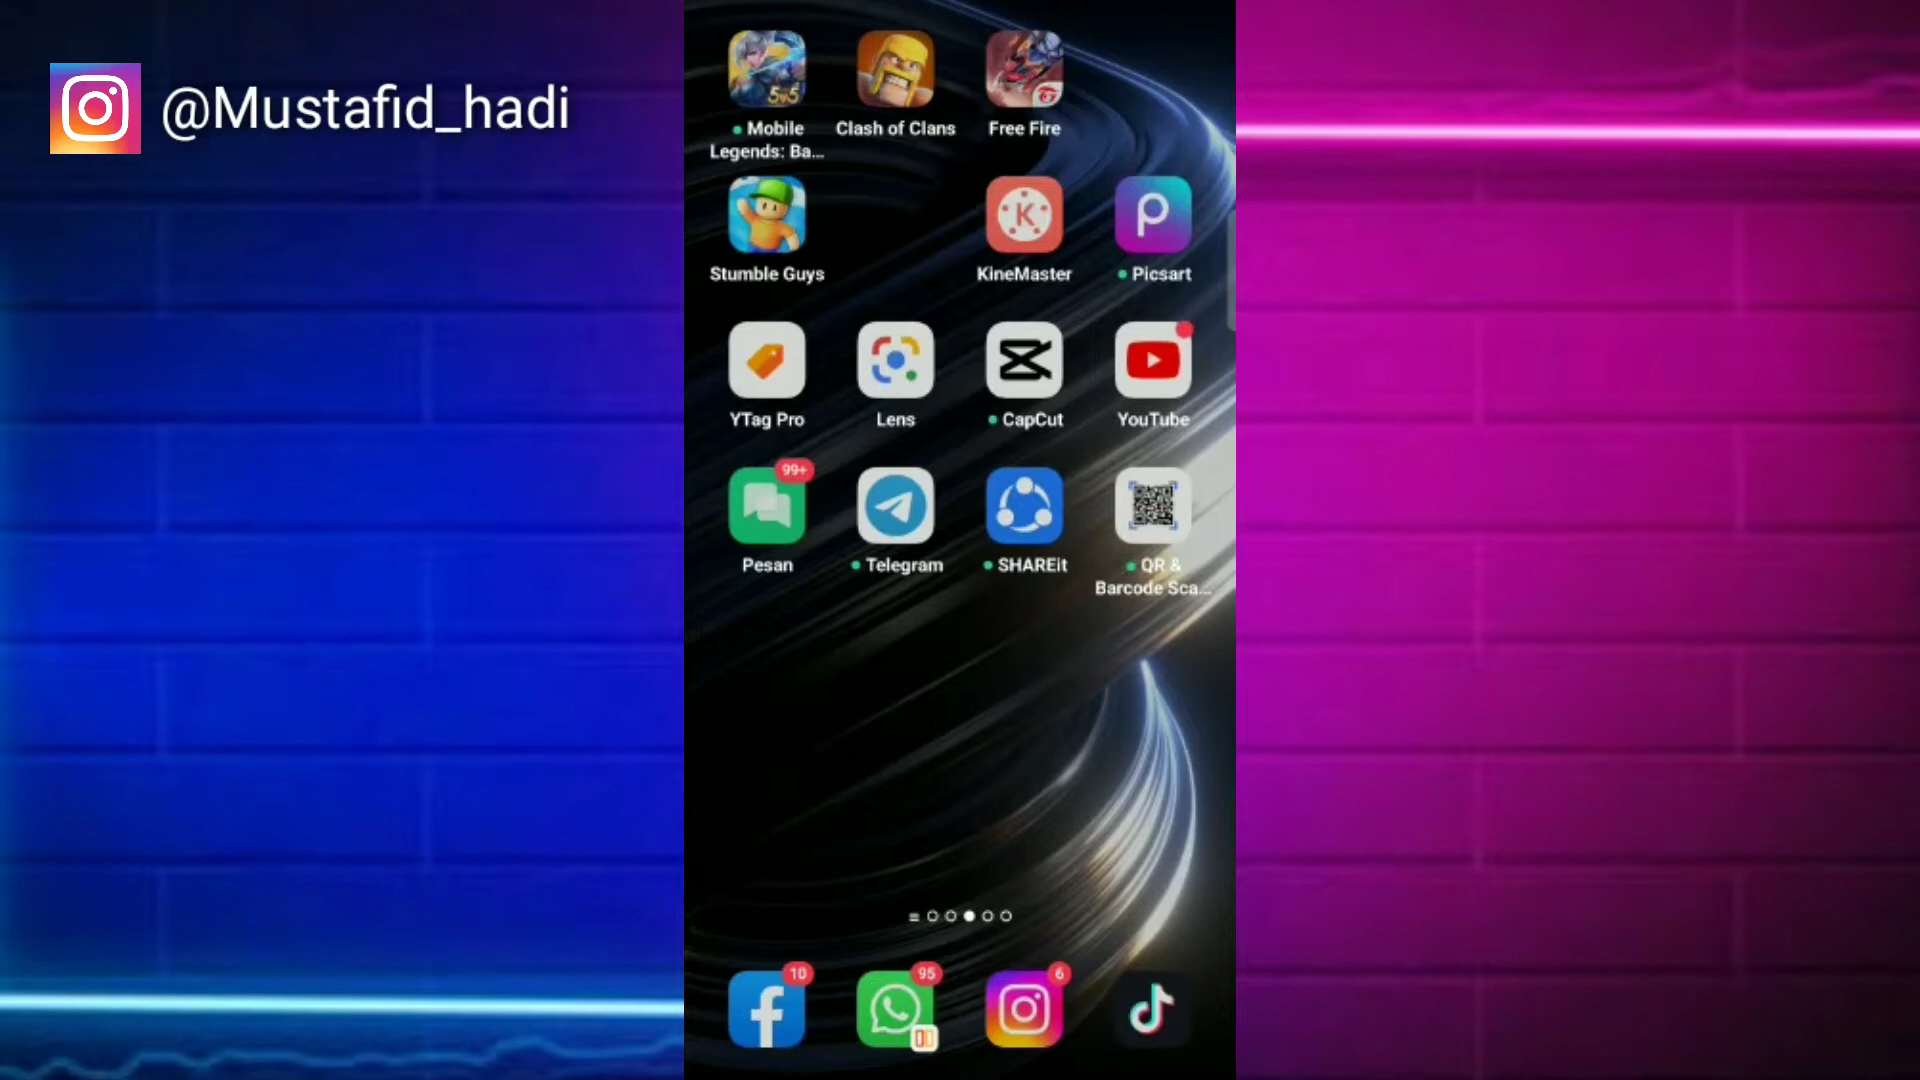 @Mustafid_hadi
5v5
Mobile Legends: Ba...
Clash of Clans
Free Fire
Stumble Guys
KineMaster
Picsart
YTag Pro
Lens
CapCut
YouTube
99+
Pesan
Telegram
SHAREit
QR & Barcode Sca...
10
95
6